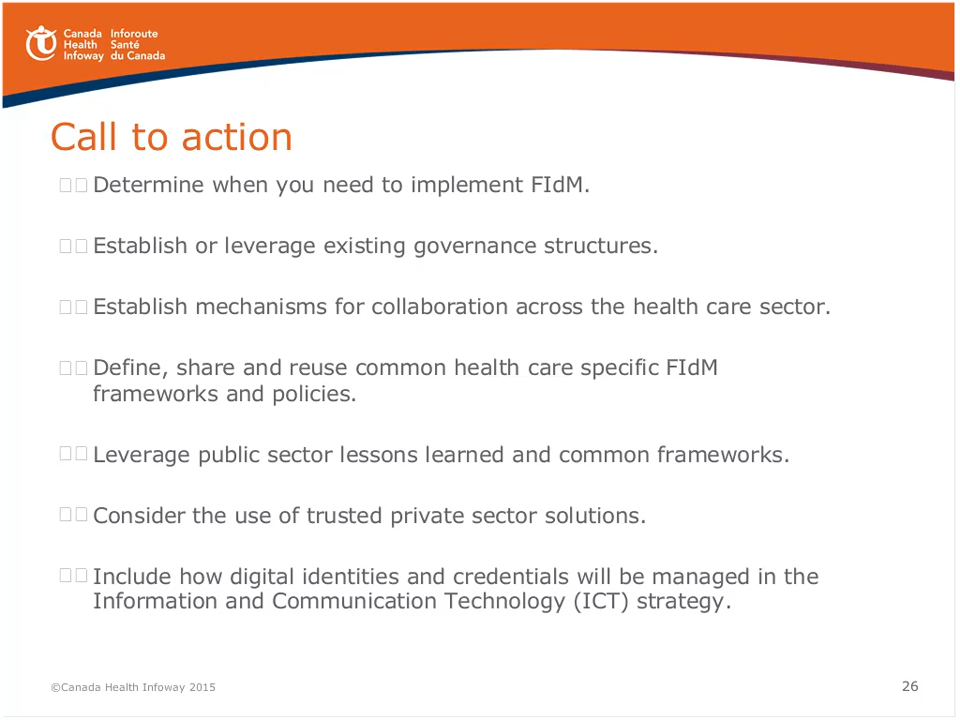 Canada Inforoute
Health Santé
Infoway du Canada
Call to action
Determine when you need to implement FIdM.
Establish or leverage existing governance structures.
Establish mechanisms for collaboration across the health care sector.
Define, share and reuse common health care specific FIdM
frameworks and policies.
Leverage public sector lessons learned and common frameworks.
Consider the use of trusted private sector solutions.
Include how digital identities and credentials will be managed in the
Information and Communication Technology (ICT) strategy.
©Canada Health Infoway 2015
26